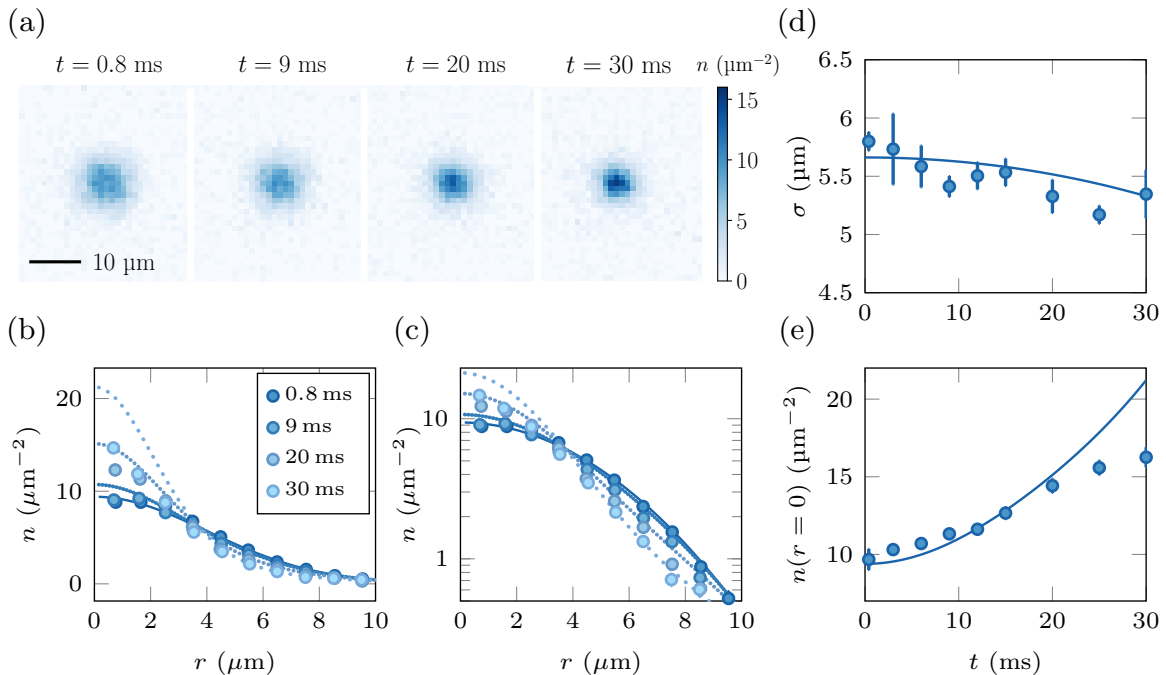 (a)
t = 0.8 ms
t = 9 ms
t = 20 ms
t = 30 ms
n (µm⁻²)
15
10
5
0
10 µm
(d)
6.5
6
5.5
5
4.5
σ (µm)
0
10
20
30
(b)
20
10
0
n (μm⁻²)
0.8 ms
9 ms
20 ms
30 ms
0
2
4
6
8
10
r (μm)
(c)
10
1
n (μm⁻²)
0
2
4
6
8
10
r (μm)
(e)
20
15
10
n(r = 0) (µm⁻²)
0
10
20
30
t (ms)